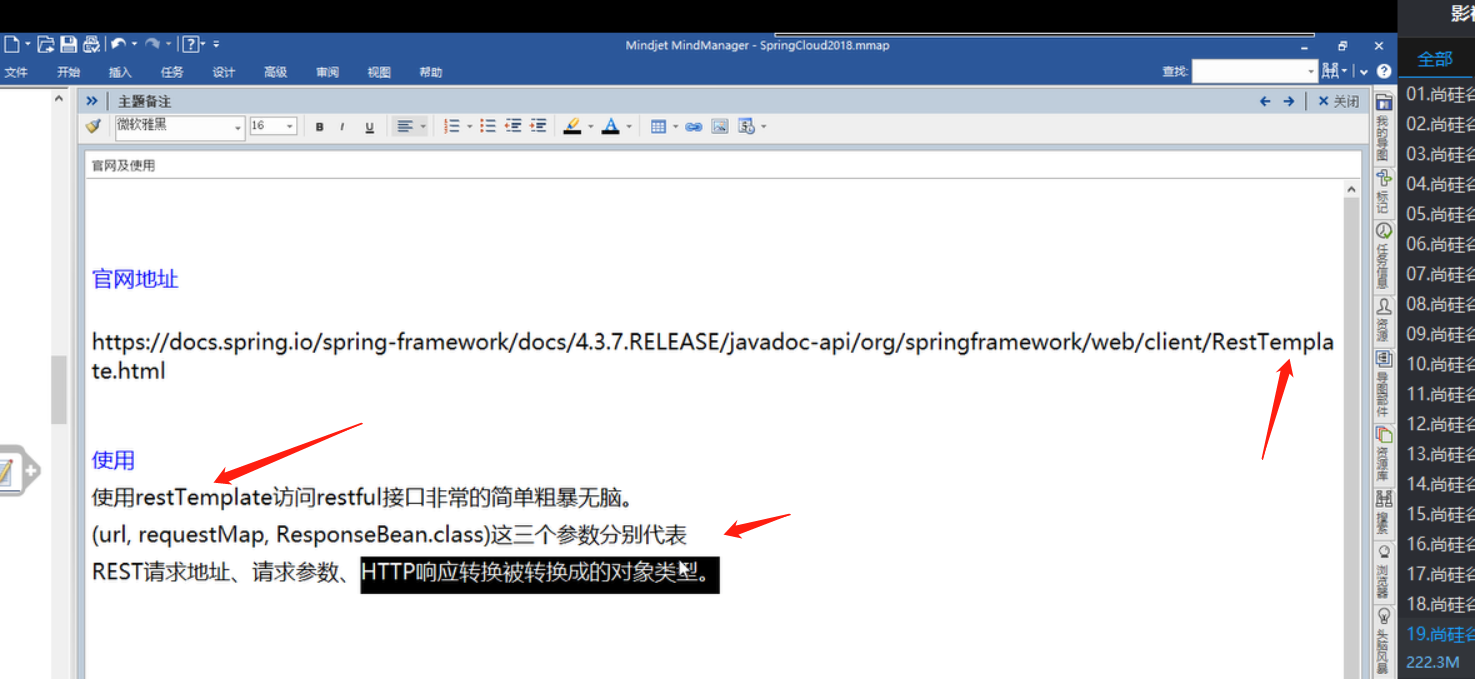 影
Mindjet MindManager - SpringCloud2018.mmap
文件 开始 插入 任务 设计 高级 审阅 视图 帮助
查找:
全部
主题备注
关闭
微软雅黑 16 B I U
官网及使用
官网地址
https://docs.spring.io/spring-framework/docs/4.3.7.RELEASE/javadoc-api/org/springframework/web/client/RestTempla
te.html
使用
使用restTemplate访问restful接口非常的简单粗暴无脑。
(url, requestMap, ResponseBean.class)这三个参数分别代表
REST请求地址、请求参数、HTTP响应转换被转换成的对象类型。
我的导图
标记
任务信息
资源
导图部件
资源库
搜索
浏览器
头脑风暴
01.尚硅谷
02.尚硅谷
03.尚硅谷
04.尚硅谷
05.尚硅谷
06.尚硅谷
07.尚硅谷
08.尚硅谷
09.尚硅谷
10.尚硅谷
11.尚硅谷
12.尚硅谷
13.尚硅谷
14.尚硅谷
15.尚硅谷
16.尚硅谷
17.尚硅谷
18.尚硅谷
19.尚硅谷
222.3M